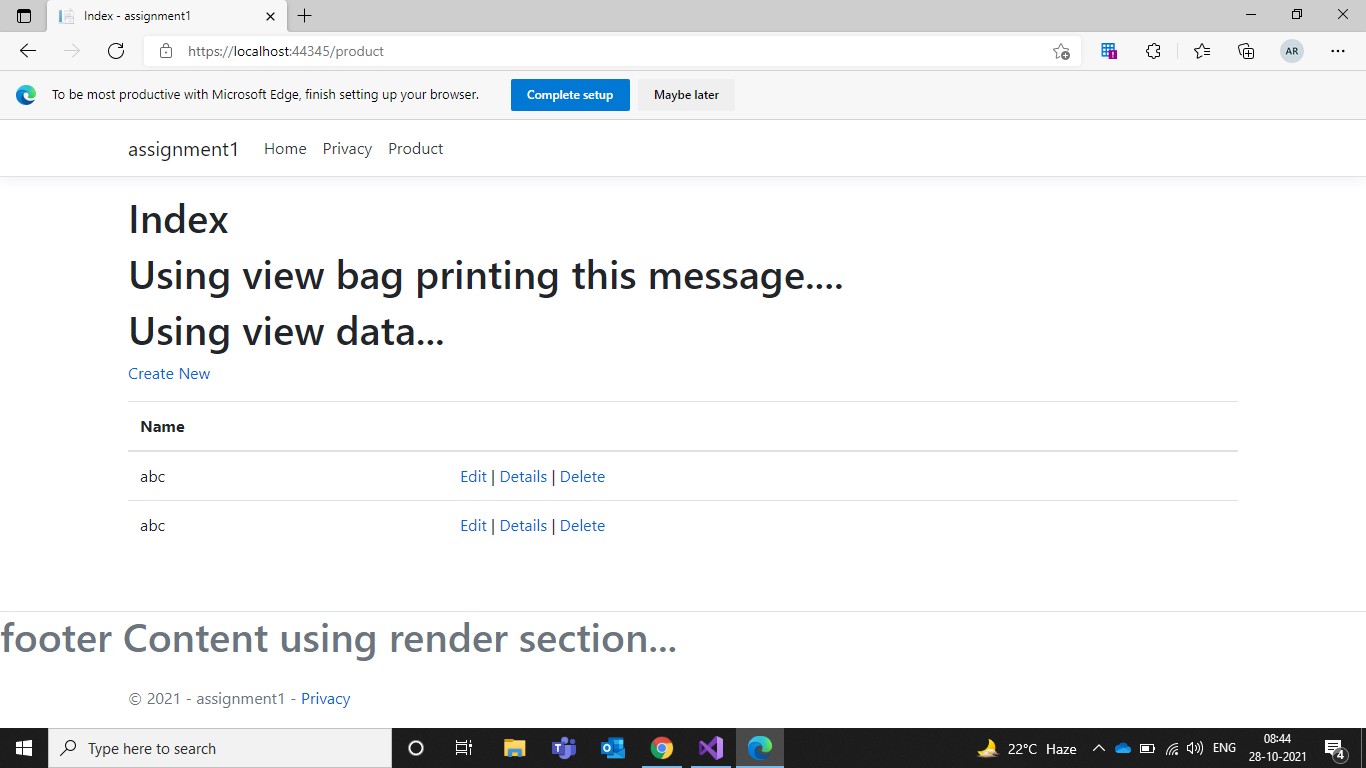 Index - assignment1
https://localhost:44345/product
AR
To be most productive with Microsoft Edge, finish setting up your browser.
Complete setup
Maybe later
assignment1 Home Privacy Product
Index
Using view bag printing this message....
Using view data...
Create New
Name
abc Edit | Details | Delete
abc Edit | Details | Delete
footer Content using render section...
© 2021 - assignment1 - Privacy
Type here to search
22°C Haze
ENG
08:44
28-10-2021
4